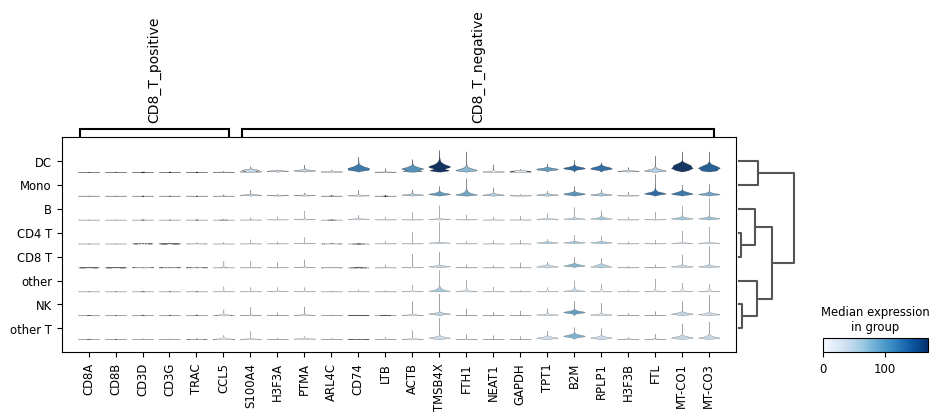 CD8_T_positive
CD8_T_negative
DC
Mono
B
CD4 T
CD8 T
other
NK
other T
CD8A
CD8B
CD3D
CD3G
TRAC
CCL5
S100A4
H3F3A
PTMA
ARL4C
CD74
LTB
ACTB
TMSB4X
FTH1
NEAT1
GAPDH
TPT1
B2M
RPLP1
H3F3B
FTL
MT-CO1
MT-CO3
Median expression
in group
0 100